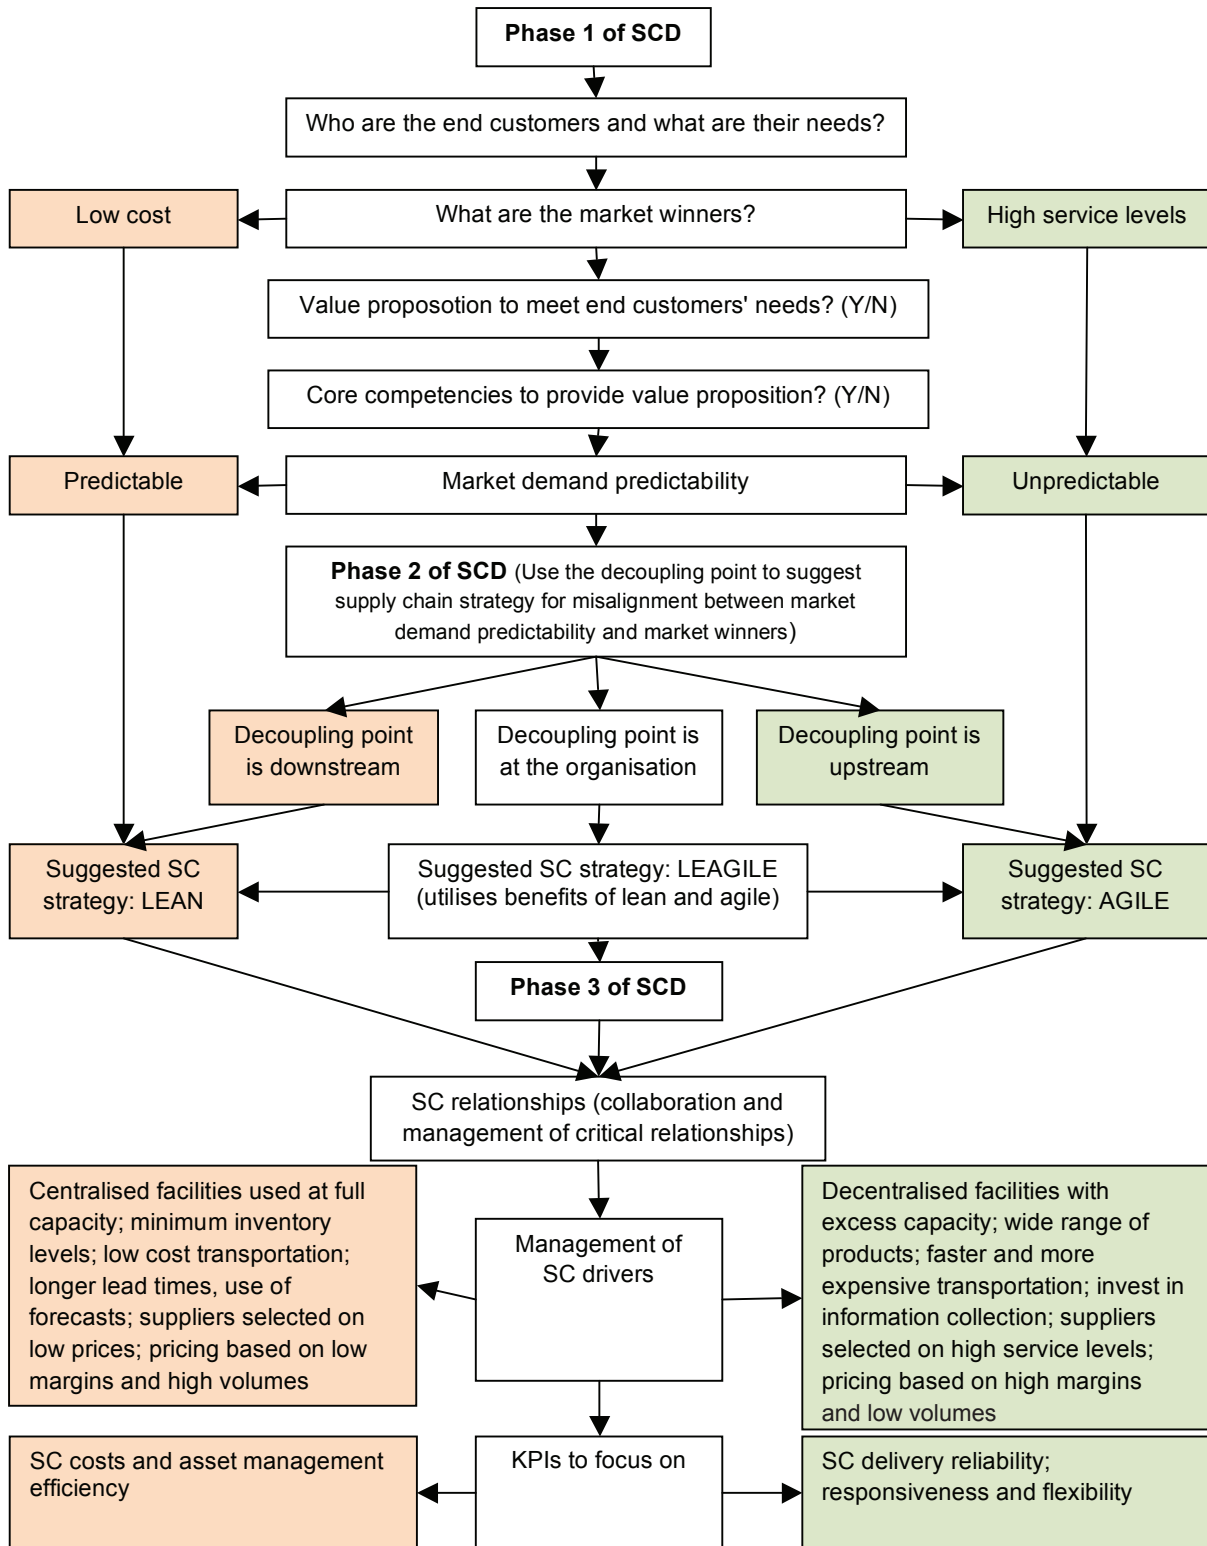 Phase 1 of SCD
Who are the end customers and what are their needs?
Low cost
What are the market winners?
High service levels
Value proposotion to meet end customers' needs? (Y/N)
Core competencies to provide value proposition? (Y/N)
Predictable
Market demand predictability
Unpredictable
Phase 2 of SCD (Use the decoupling point to suggest
supply chain strategy for misalignment between market
demand predictability and market winners)
Decoupling point
is downstream
Decoupling point is
at the organisation
Decoupling point is
upstream
Suggested SC
strategy: LEAN
Suggested SC strategy: LEAGILE
(utilises benefits of lean and agile)
Suggested SC
strategy: AGILE
Phase 3 of SCD
SC relationships (collaboration and
management of critical relationships)
Centralised facilities used at full
capacity; minimum inventory
levels; low cost transportation;
longer lead times, use of
forecasts; suppliers selected on
low prices; pricing based on low
margins and high volumes
Management of
SC drivers
Decentralised facilities with
excess capacity; wide range of
products; faster and more
expensive transportation; invest in
information collection; suppliers
selected on high service levels;
pricing based on high margins
and low volumes
SC costs and asset management
efficiency
KPIs to focus on
SC delivery reliability;
responsiveness and flexibility